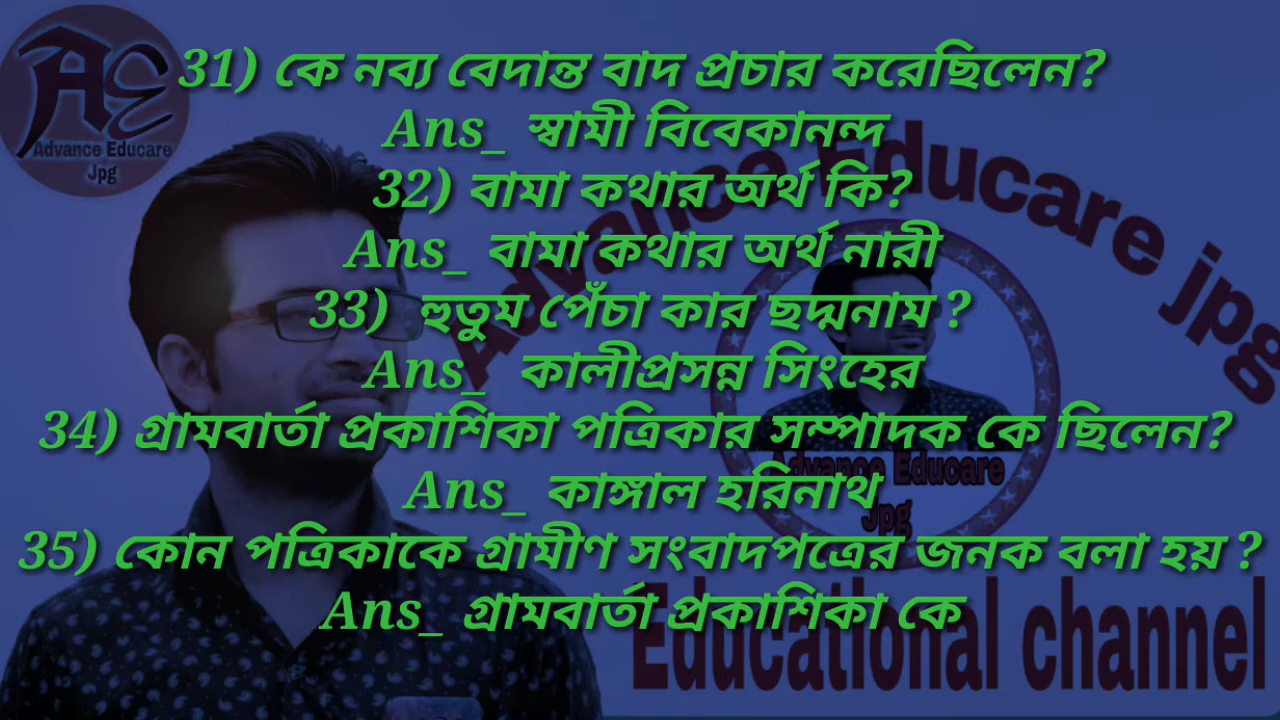 31) কে নব্য বেদান্ত বাদ প্রচার করেছিলেন?
Ans_ স্বামী বিবেকানন্দ
32) বামা কথার অর্থ কি?
Ans_ বামা কথার অর্থ নারী
33) হুতুম পেঁচা কার ছদ্মনাম ?
Ans_ কালীপ্রসন্ন সিংহের
34) গ্রামবার্তা প্রকাশিকা পত্রিকার সম্পাদক কে ছিলেন?
Ans_ কাঙ্গাল হরিনাথ
35) কোন পত্রিকাকে গ্রামীণ সংবাদপত্রের জনক বলা হয় ?
Ans_ গ্রামবার্তা প্রকাশিকা কে
AE
Advance Educare
Jpg
Advance Educare jpg
Advance Educare
Jpg
Educational channel